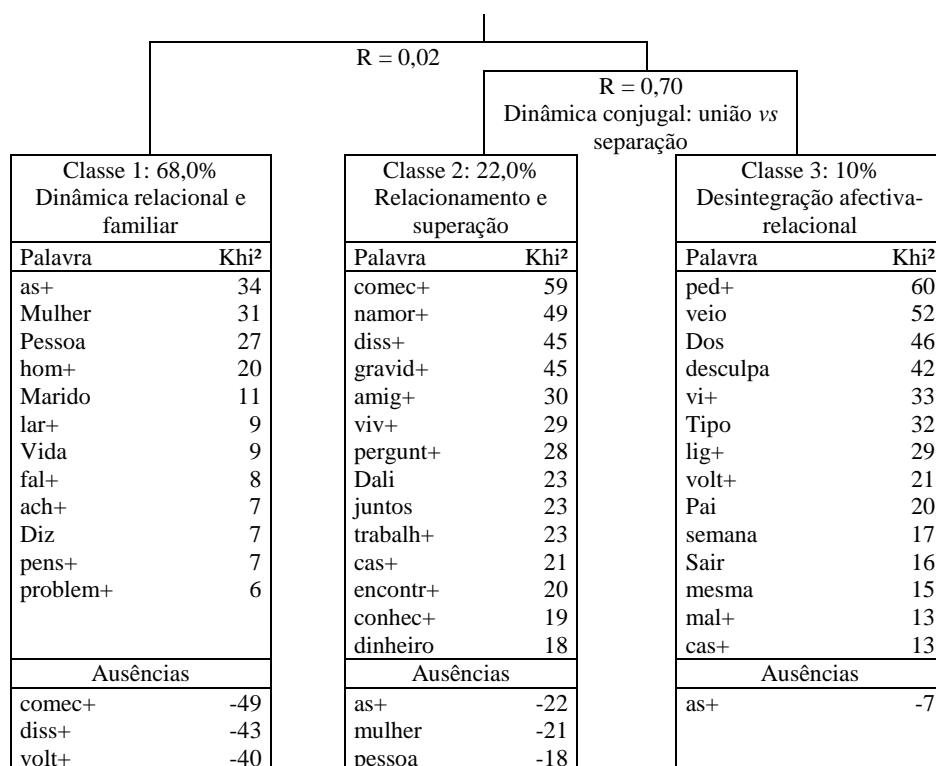 R = 0,02
R = 0,70
Dinâmica conjugal: união vs
separação
Classe 1: 68,0%
Dinâmica relacional e
familiar
Palavra Khi²
as+ 34
Mulher 31
Pessoa 27
hom+ 20
Marido 11
lar+ 9
Vida 9
fal+ 8
ach+ 7
Diz 7
pens+ 7
problem+ 6
Ausências
comec+ -49
diss+ -43
volt+ -40
Classe 2: 22,0%
Relacionamento e
superação
Palavra Khi²
comec+ 59
namor+ 49
diss+ 45
gravid+ 45
amig+ 30
viv+ 29
pergunt+ 28
Dali 23
juntos 23
trabalh+ 23
cas+ 21
encontr+ 20
conhec+ 19
dinheiro 18
Ausências
as+ -22
mulher -21
pessoa -18
Classe 3: 10%
Desintegração afectiva-
relacional
Palavra Khi²
ped+ 60
veio 52
Dos 46
desculpa 42
vi+ 33
Tipo 32
lig+ 29
volt+ 21
Pai 20
semana 17
Sair 16
mesma 15
mal+ 13
cas+ 13
Ausências
as+ -7